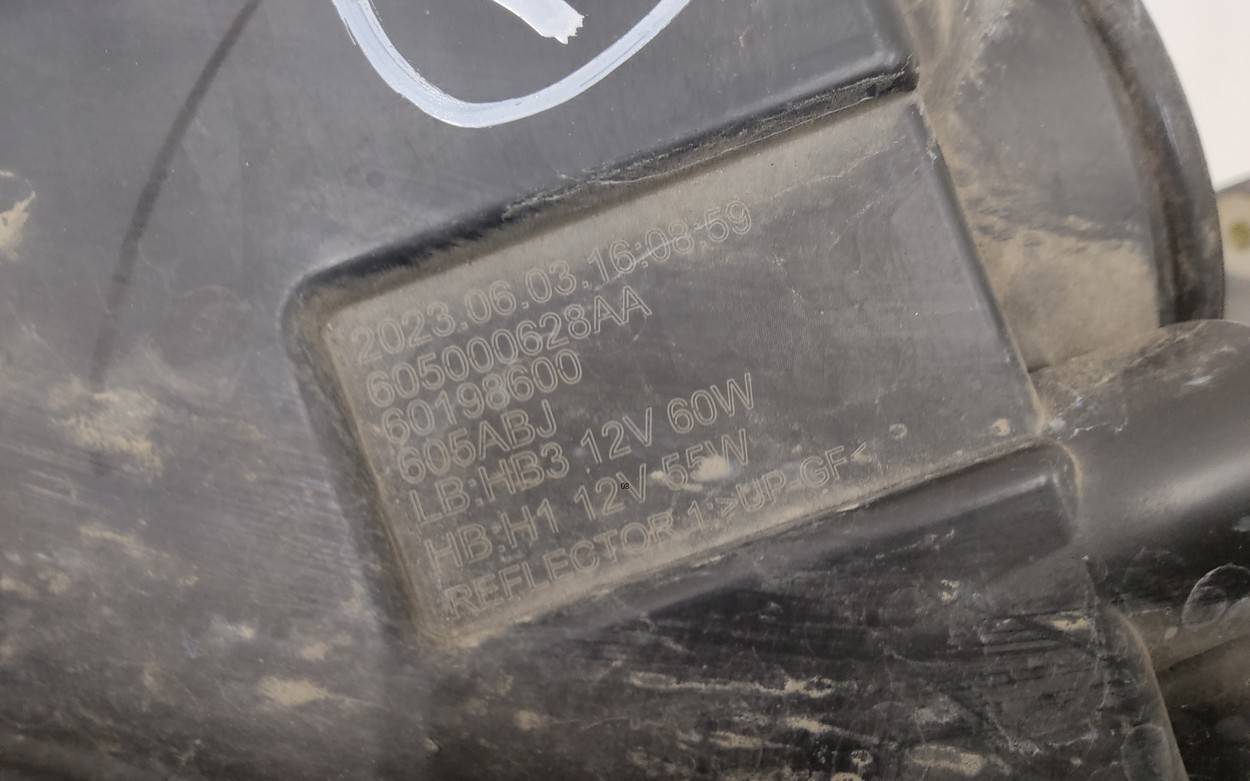 2023.06.03.16:08:59
605000628AA
60198600
605ABJ
LB:HB3 12V 60W
HB:H1 12V 55W
REFLECTOR 1:>UP-GF<
08